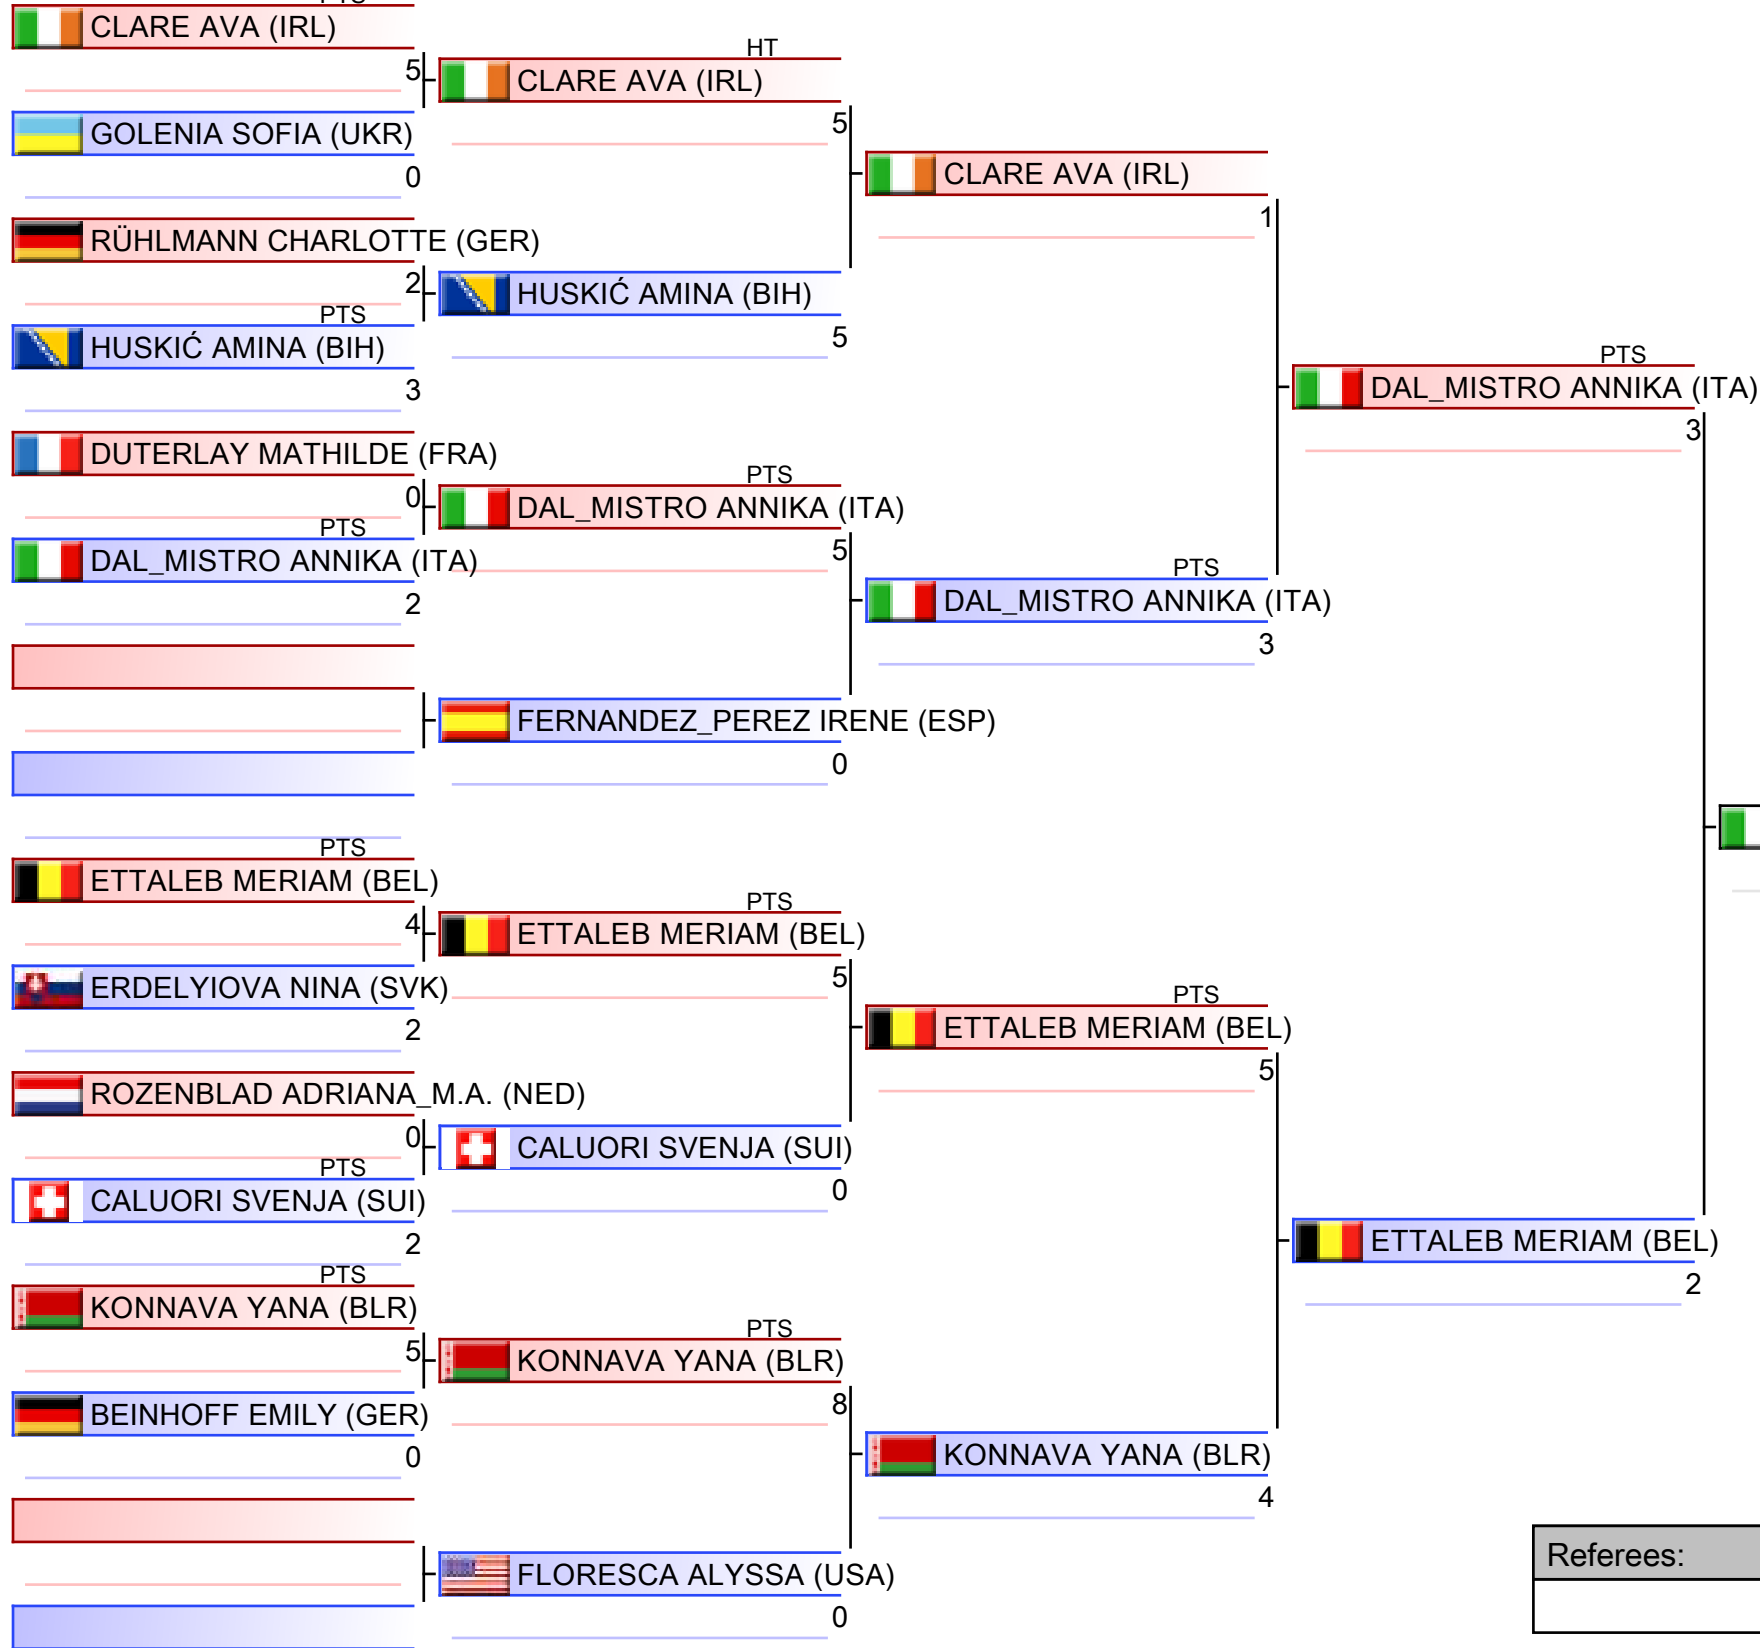 CLARE AVA (IRL)
5
GOLENIA SOFIA (UKR)
0
RÜHLMANN CHARLOTTE (GER)
2
PTS
HUSKIĆ AMINA (BIH)
3
DUTERLAY MATHILDE (FRA)
0
PTS
DAL_MISTRO ANNIKA (ITA)
2
PTS
ETTALEB MERIAM (BEL)
4
ERDELYIOVA NINA (SVK)
2
ROZENBLAD ADRIANA_M.A. (NED)
0
PTS
CALUORI SVENJA (SUI)
2
PTS
KONNAVA YANA (BLR)
5
BEINHOFF EMILY (GER)
0
HT
CLARE AVA (IRL)
5
HUSKIĆ AMINA (BIH)
5
PTS
DAL_MISTRO ANNIKA (ITA)
5
FERNANDEZ_PEREZ IRENE (ESP)
0
PTS
ETTALEB MERIAM (BEL)
5
CALUORI SVENJA (SUI)
0
PTS
KONNAVA YANA (BLR)
8
FLORESCA ALYSSA (USA)
0
CLARE AVA (IRL)
1
PTS
DAL_MISTRO ANNIKA (ITA)
3
PTS
ETTALEB MERIAM (BEL)
5
KONNAVA YANA (BLR)
4
PTS
DAL_MISTRO ANNIKA (ITA)
3
ETTALEB MERIAM (BEL)
2
Referees: